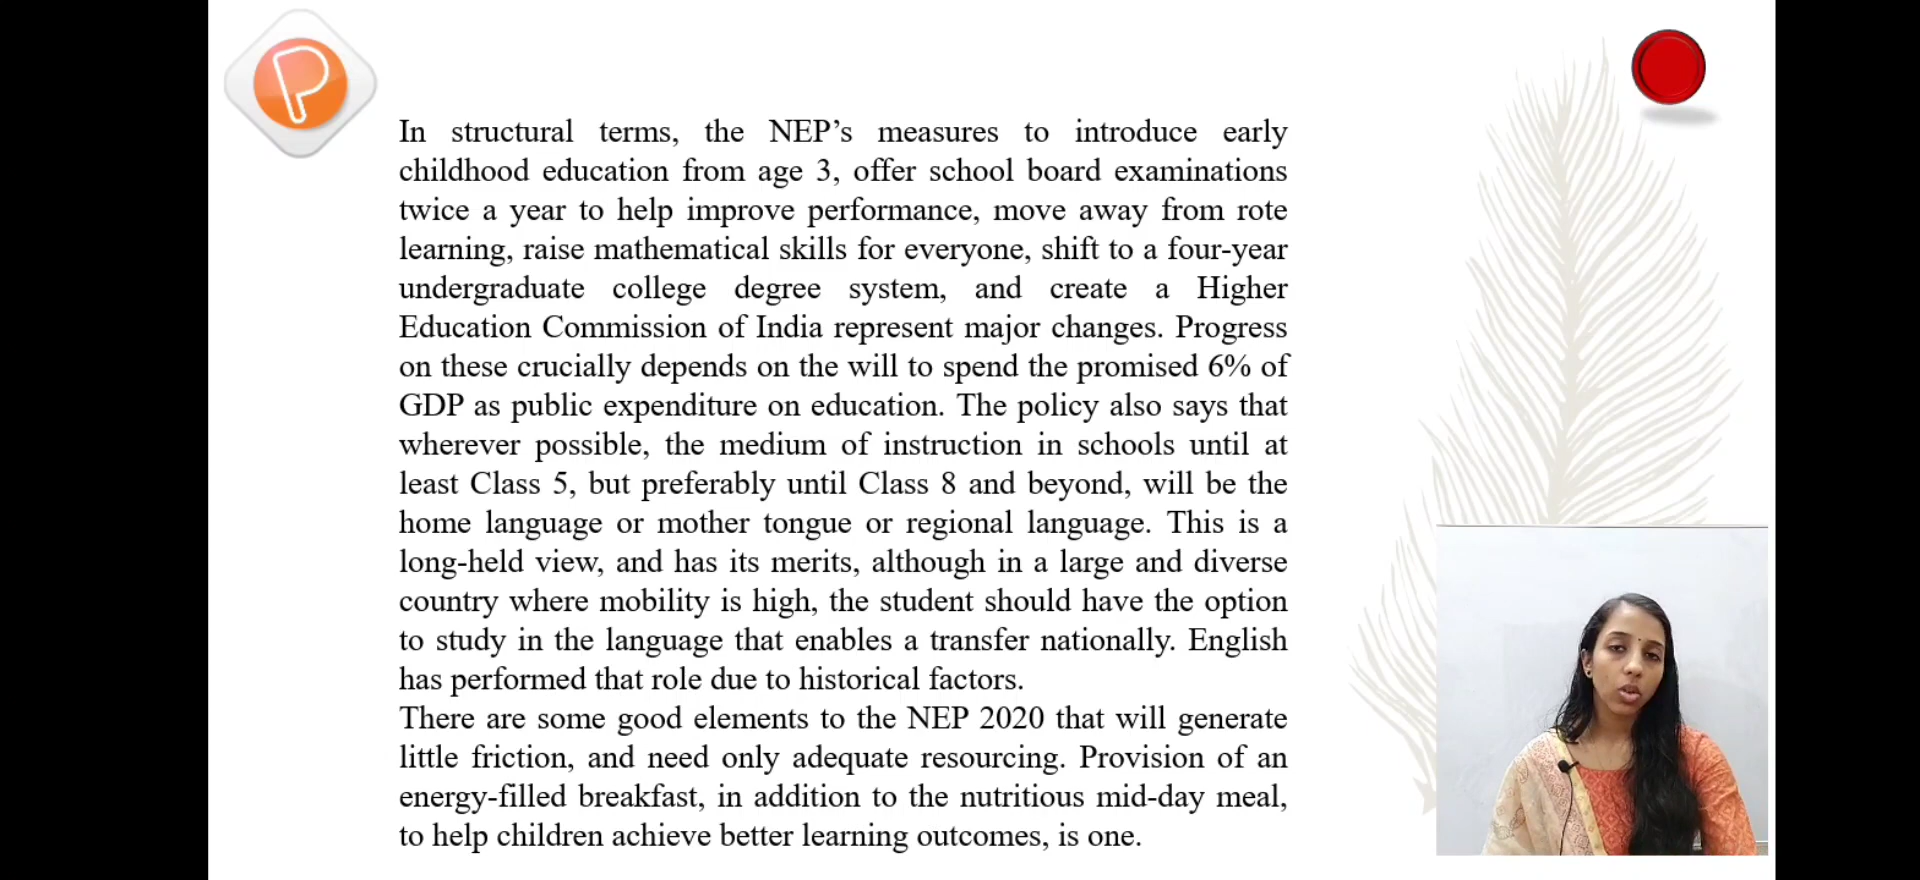 In structural terms, the NEP’s measures to introduce early
childhood education from age 3, offer school board examinations
twice a year to help improve performance, move away from rote
learning, raise mathematical skills for everyone, shift to a four-year
undergraduate college degree system, and create a Higher
Education Commission of India represent major changes. Progress
on these crucially depends on the will to spend the promised 6% of
GDP as public expenditure on education. The policy also says that
wherever possible, the medium of instruction in schools until at
least Class 5, but preferably until Class 8 and beyond, will be the
home language or mother tongue or regional language. This is a
long-held view, and has its merits, although in a large and diverse
country where mobility is high, the student should have the option
to study in the language that enables a transfer nationally. English
has performed that role due to historical factors.
There are some good elements to the NEP 2020 that will generate
little friction, and need only adequate resourcing. Provision of an
energy-filled breakfast, in addition to the nutritious mid-day meal,
to help children achieve better learning outcomes, is one.